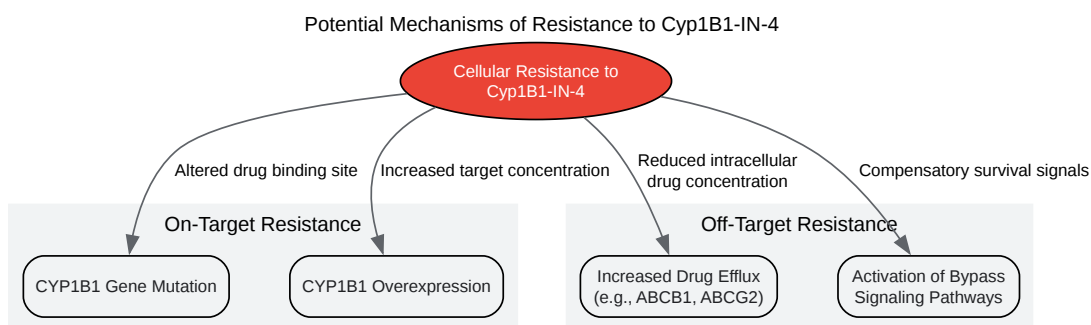 Potential Mechanisms of Resistance to Cyp1B1-IN-4
Cellular Resistance to
Cyp1B1-IN-4
Altered drug binding site
Increased target concentration
Reduced intracellular
drug concentration
Compensatory survival signals
On-Target Resistance
Off-Target Resistance
CYP1B1 Gene Mutation
CYP1B1 Overexpression
Increased Drug Efflux
(e.g., ABCB1, ABCG2)
Activation of Bypass
Signaling Pathways